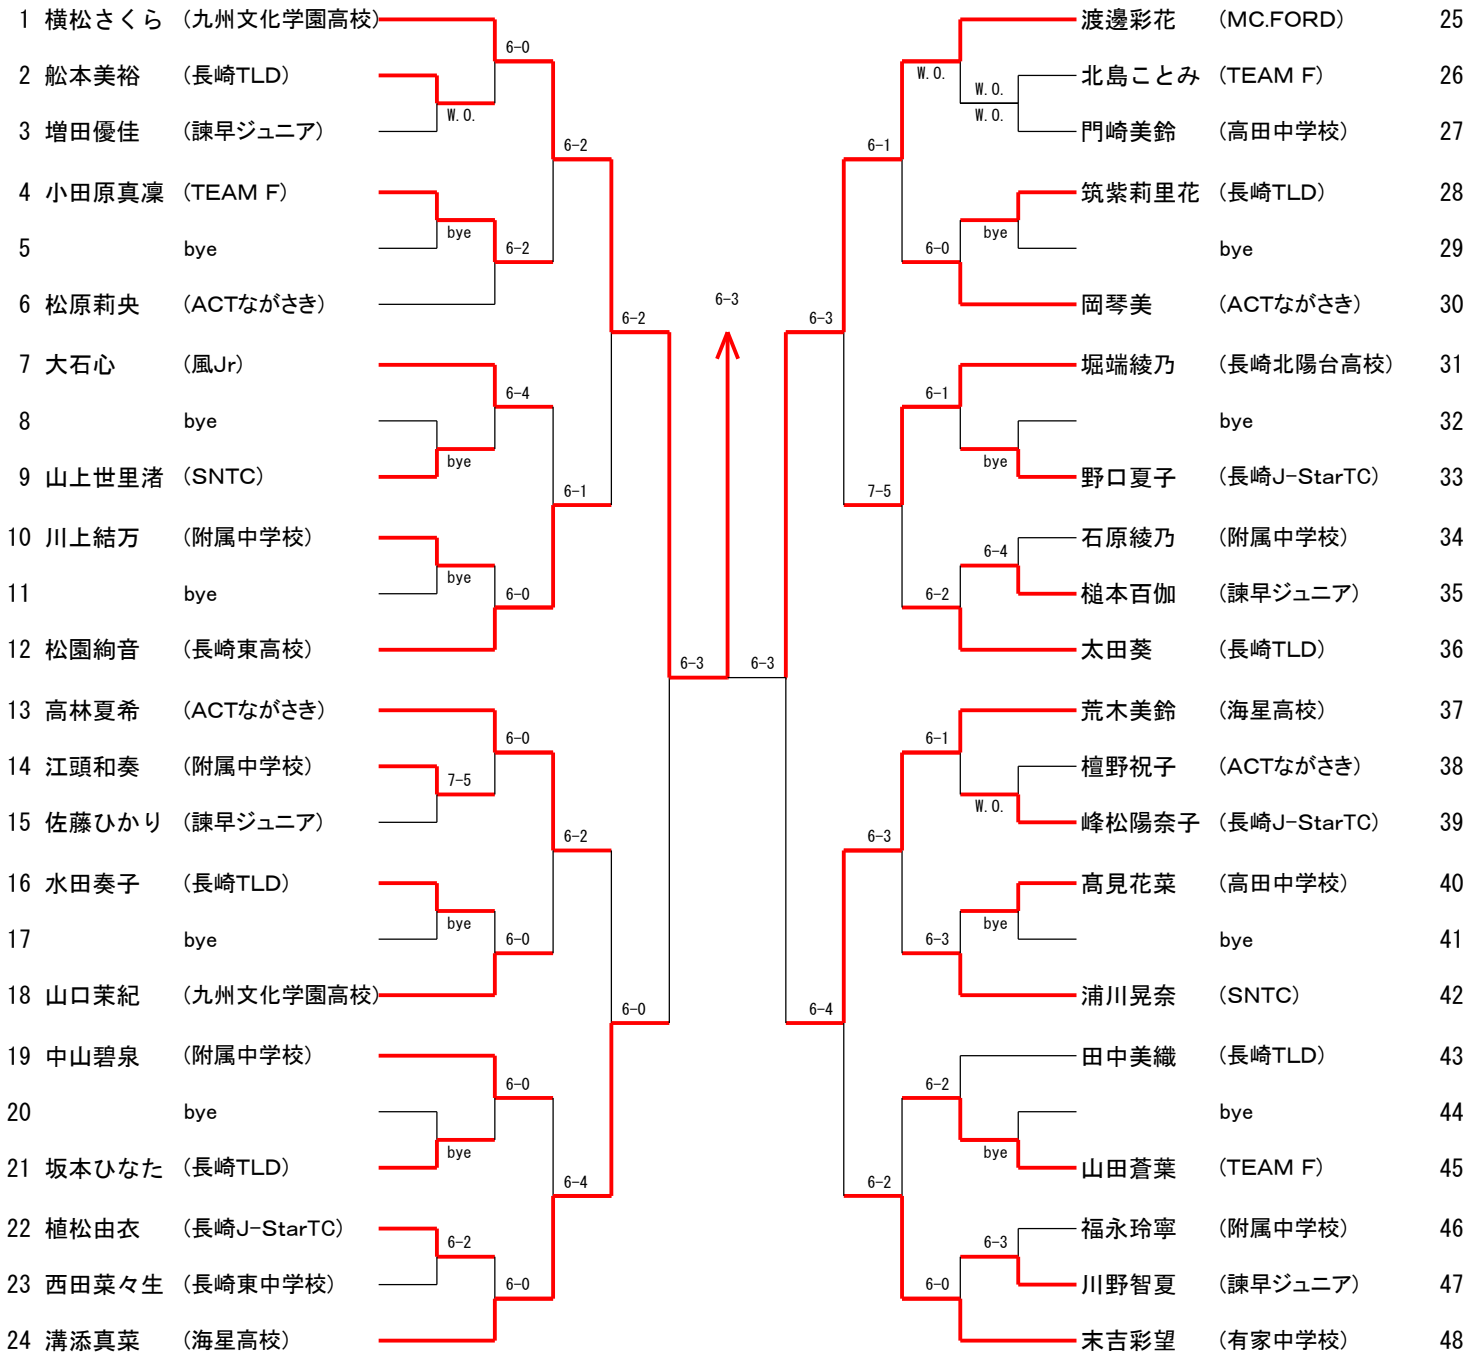 1 横松さくら (九州文化学園高校)
6-0
2 舩本美裕 (長崎TLD)
W.O.
3 増田優佳 (諫早ジュニア)
6-2
4 小田原真凜 (TEAM F)
bye
5 bye
6-2
6 松原莉央 (ACTながさき)
6-2
7 大石心 (風Jr)
6-4
8 bye
bye
9 山上世里渚 (SNTC)
6-1
10 川上結万 (附属中学校)
bye
11 bye
6-0
12 松園絢音 (長崎東高校)
6-3
13 高林夏希 (ACTながさき)
6-0
14 江頭和奏 (附属中学校)
7-5
15 佐藤ひかり (諫早ジュニア)
6-2
16 水田奏子 (長崎TLD)
bye
17 bye
6-0
18 山口茉紀 (九州文化学園高校)
6-0
19 中山碧泉 (附属中学校)
6-0
20 bye
bye
21 坂本ひなた (長崎TLD)
6-4
22 植松由衣 (長崎J-StarTC)
6-2
23 西田菜々生 (長崎東中学校)
6-0
24 溝添真菜 (海星高校)
6-3
渡邊彩花 (MC.FORD) 25
W.O.
北島ことみ (TEAM F) 26
W.O.
W.O.
門崎美鈴 (高田中学校) 27
6-1
筑紫莉里花 (長崎TLD) 28
bye
bye 29
6-0
岡琴美 (ACTながさき) 30
6-3
堀端綾乃 (長崎北陽台高校) 31
6-1
bye 32
bye
野口夏子 (長崎J-StarTC) 33
7-5
石原綾乃 (附属中学校) 34
6-4
槌本百伽 (諫早ジュニア) 35
6-2
太田葵 (長崎TLD) 36
6-3
荒木美鈴 (海星高校) 37
6-1
檀野祝子 (ACTながさき) 38
W.O.
峰松陽奈子 (長崎J-StarTC) 39
6-3
髙見花菜 (高田中学校) 40
bye
bye 41
6-3
浦川晃奈 (SNTC) 42
6-4
田中美織 (長崎TLD) 43
6-2
bye 44
bye
山田蒼葉 (TEAM F) 45
6-2
福永玲寧 (附属中学校) 46
6-3
川野智夏 (諫早ジュニア) 47
6-0
末吉彩望 (有家中学校) 48